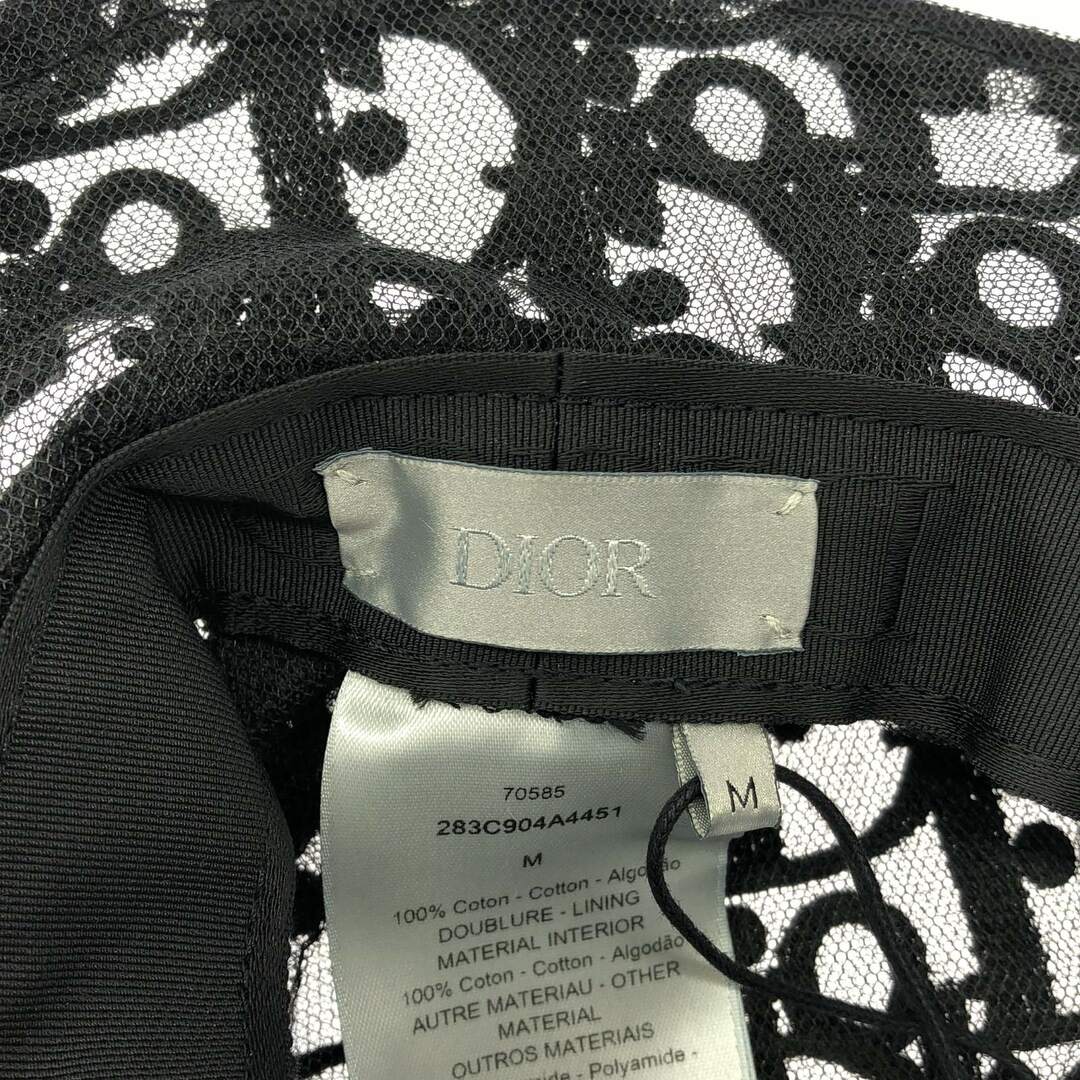 DIOR
M
70585
283C904A4451
M
100% Coton - Cotton - Algodão
DOUBLURE - LINING
MATERIAL INTERIOR
100% Coton - Cotton - Algodão
AUTRE MATERIAU - OTHER
MATERIAL
OUTROS MATERIAIS
- Polyamide -